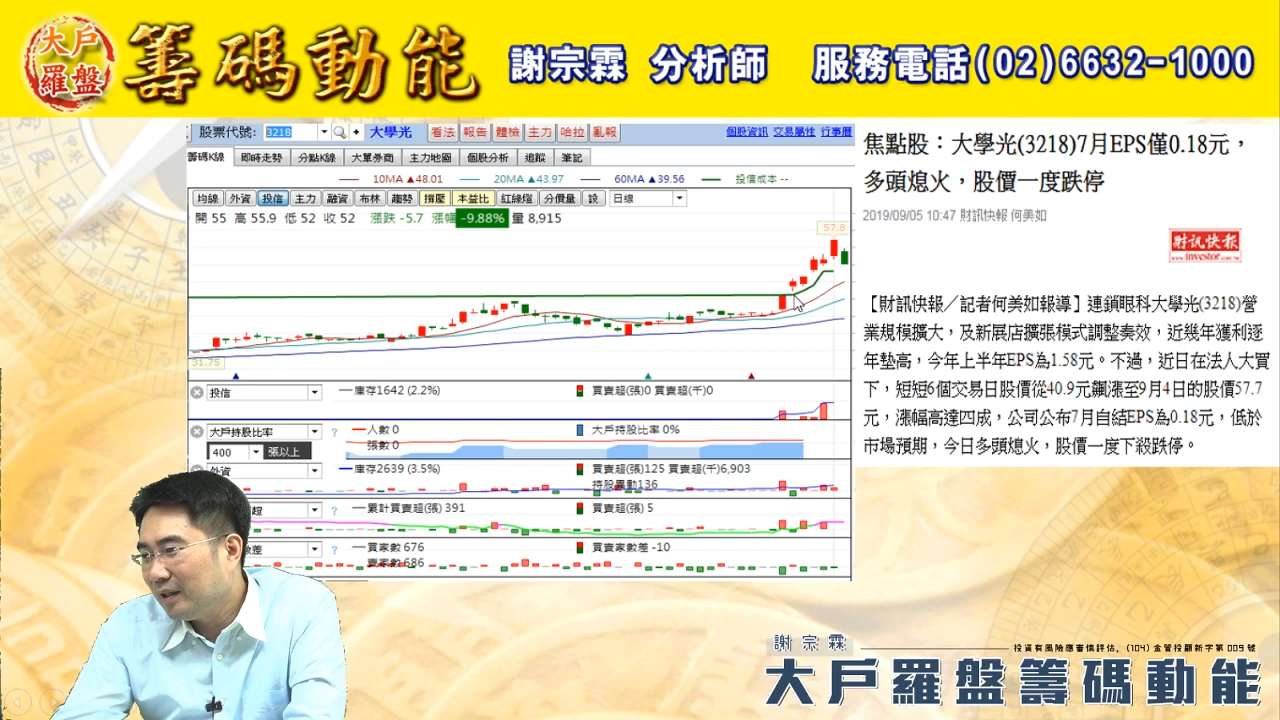 大戶羅盤 籌碼動能 謝宗霖 分析師 服務電話(02)6632-1000
股票代號: 3218 大學光 看法 報告 體檢 主力 哈拉 亂報 個股資訊 交易屬性 行事曆
籌碼K線 即時走勢 分點K線 大單券商 主力地圖 個股分析 追蹤 筆記
10MA ▲48.01 20MA ▲43.97 60MA ▲39.56 投信成本 --
均線 外資 投信 主力 融資 布林 趨勢 撐壓 本益比 紅綠燈 分價量 設 日線
開 55 高 55.9 低 52 收 52 漲跌 -5.7 漲幅 -9.88% 量 8,915
57.8
31.75
投信 庫存1642 (2.2%) 買賣超(張)0 買賣超(千)0
大戶持股比率 ? 人數 0 大戶持股比率 0%
400 張以上 張數 0
外資 庫存2639 (3.5%) 買賣超(張)125 買賣超(千)6,903
持股異動136
超 ? 累計買賣超(張) 391 買賣超(張) 5
差 ? 買家數 676 買賣家數差 -10
賣家數 686
焦點股：大學光(3218)7月EPS僅0.18元，
多頭熄火，股價一度跌停
2019/09/05 10:47 財訊快報 何美如
財訊快報
www.investor.com.tw
【財訊快報／記者何美如報導】連鎖眼科大學光(3218)營
業規模擴大，及新展店擴張模式調整奏效，近幾年獲利逐
年墊高，今年上半年EPS為1.58元。不過，近日在法人大買
下，短短6個交易日股價從40.9元飆漲至9月4日的股價57.7
元，漲幅高達四成，公司公布7月自結EPS為0.18元，低於
市場預期，今日多頭熄火，股價一度下殺跌停。
謝宗霖
投資有風險應審慎評估。(104) 金管投顧新字第 009 號
大戶羅盤籌碼動能